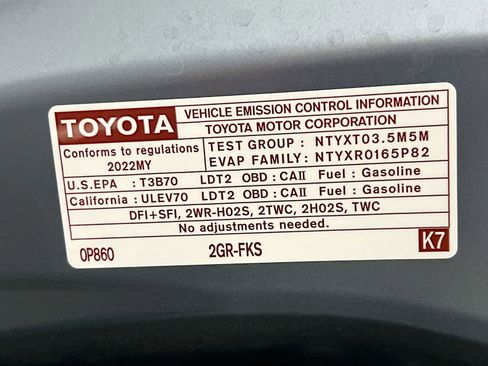 TOYOTA
VEHICLE EMISSION CONTROL INFORMATION
TOYOTA MOTOR CORPORATION
Conforms to regulations
2022MY
TEST GROUP : NTYXT03.5M5M
EVAP FAMILY: NTYXR0165P82
U.S.EPA : T3B70 LDT2 OBD : CAII Fuel : Gasoline
California : ULEV70 LDT2 OBD : CAII Fuel : Gasoline
DFI+SFI, 2WR-HO2S, 2TWC, 2HO2S, TWC
No adjustments needed.
0P860 2GR-FKS K7